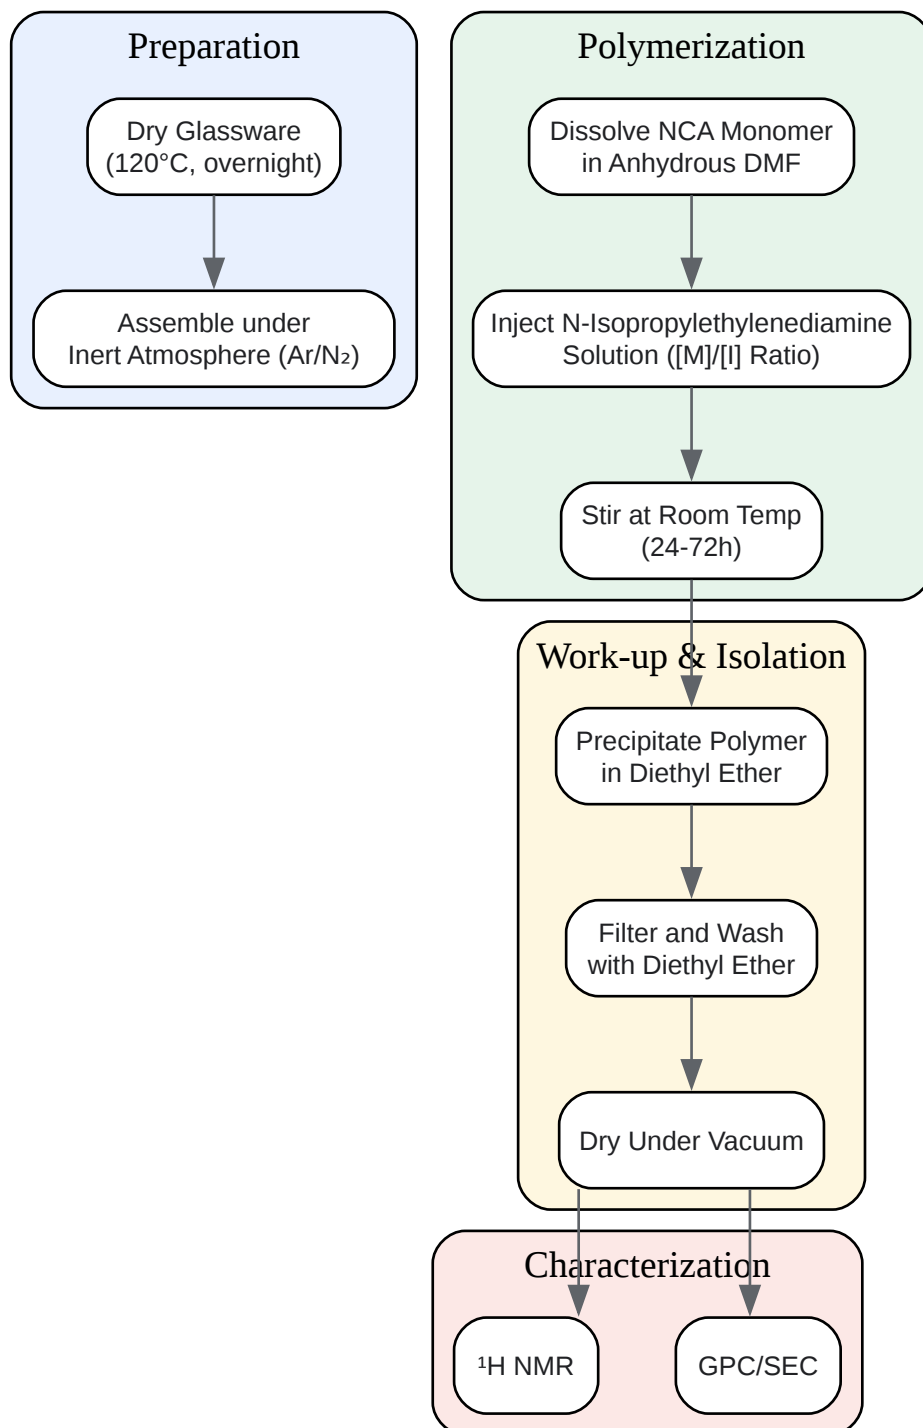 Preparation
Dry Glassware
(120°C, overnight)
Assemble under
Inert Atmosphere (Ar/N₂)
Polymerization
Dissolve NCA Monomer
in Anhydrous DMF
Inject N-Isopropylethylenediamine
Solution ([M]/[I] Ratio)
Stir at Room Temp
(24-72h)
Work-up & Isolation
Precipitate Polymer
in Diethyl Ether
Filter and Wash
with Diethyl Ether
Dry Under Vacuum
Characterization
¹H NMR
GPC/SEC